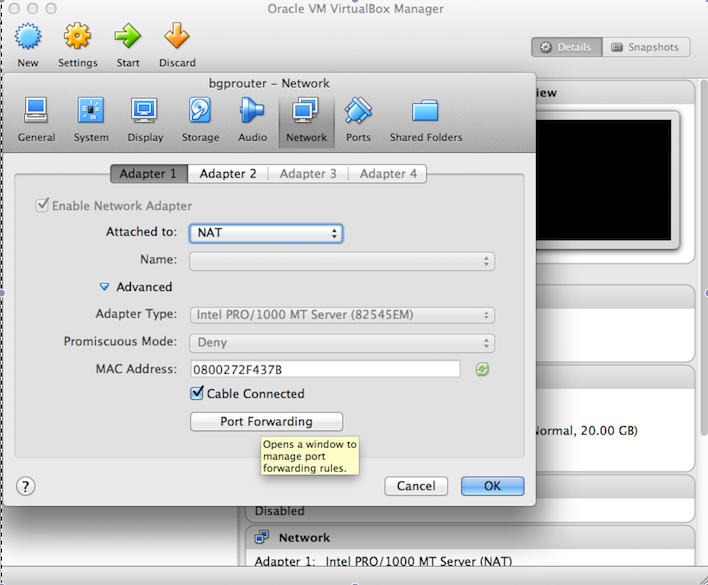 Oracle VM VirtualBox Manager
New Settings Start Discard
Details Snapshots
bgprouter – Network
General System Display Storage Audio Network Ports Shared Folders
Adapter 1 Adapter 2 Adapter 3 Adapter 4
Enable Network Adapter
Attached to: NAT
Name:
Advanced
Adapter Type: Intel PRO/1000 MT Server (82545EM)
Promiscuous Mode: Deny
MAC Address: 0800272F437B
Cable Connected
Port Forwarding
Opens a window to
manage port
forwarding rules.
?
Cancel OK
iew
Normal, 20.00 GB)
Disabled
Network
Adapter 1: Intel PRO/1000 MT Server (NAT)